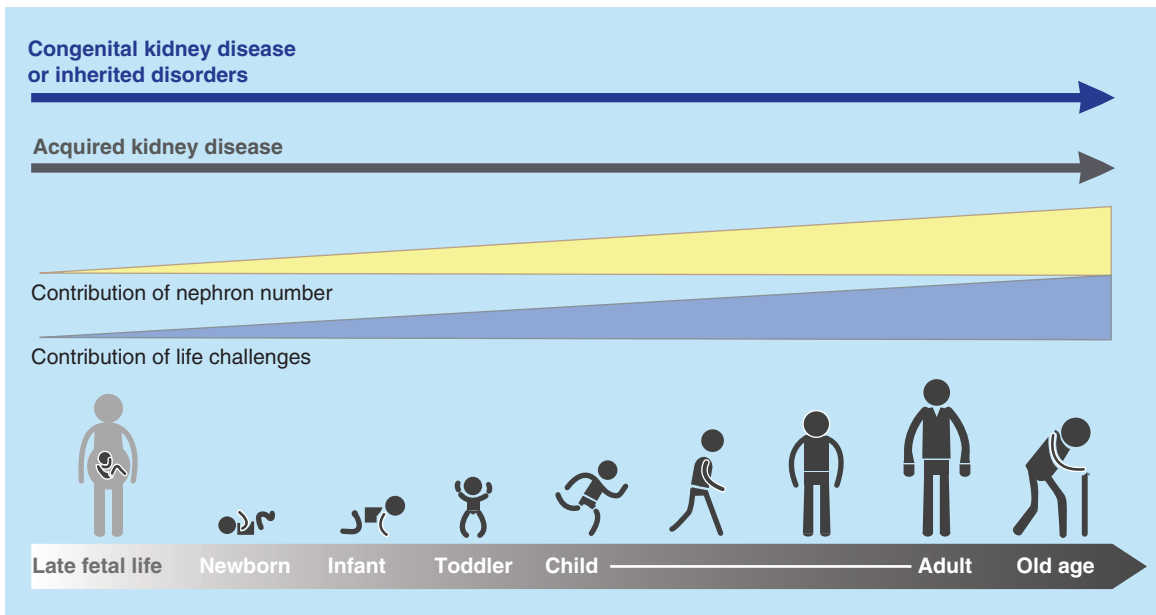 Congenital kidney disease
or inherited disorders
Acquired kidney disease
Contribution of nephron number
Contribution of life challenges
Late fetal life Newborn Infant Toddler Child Adult Old age